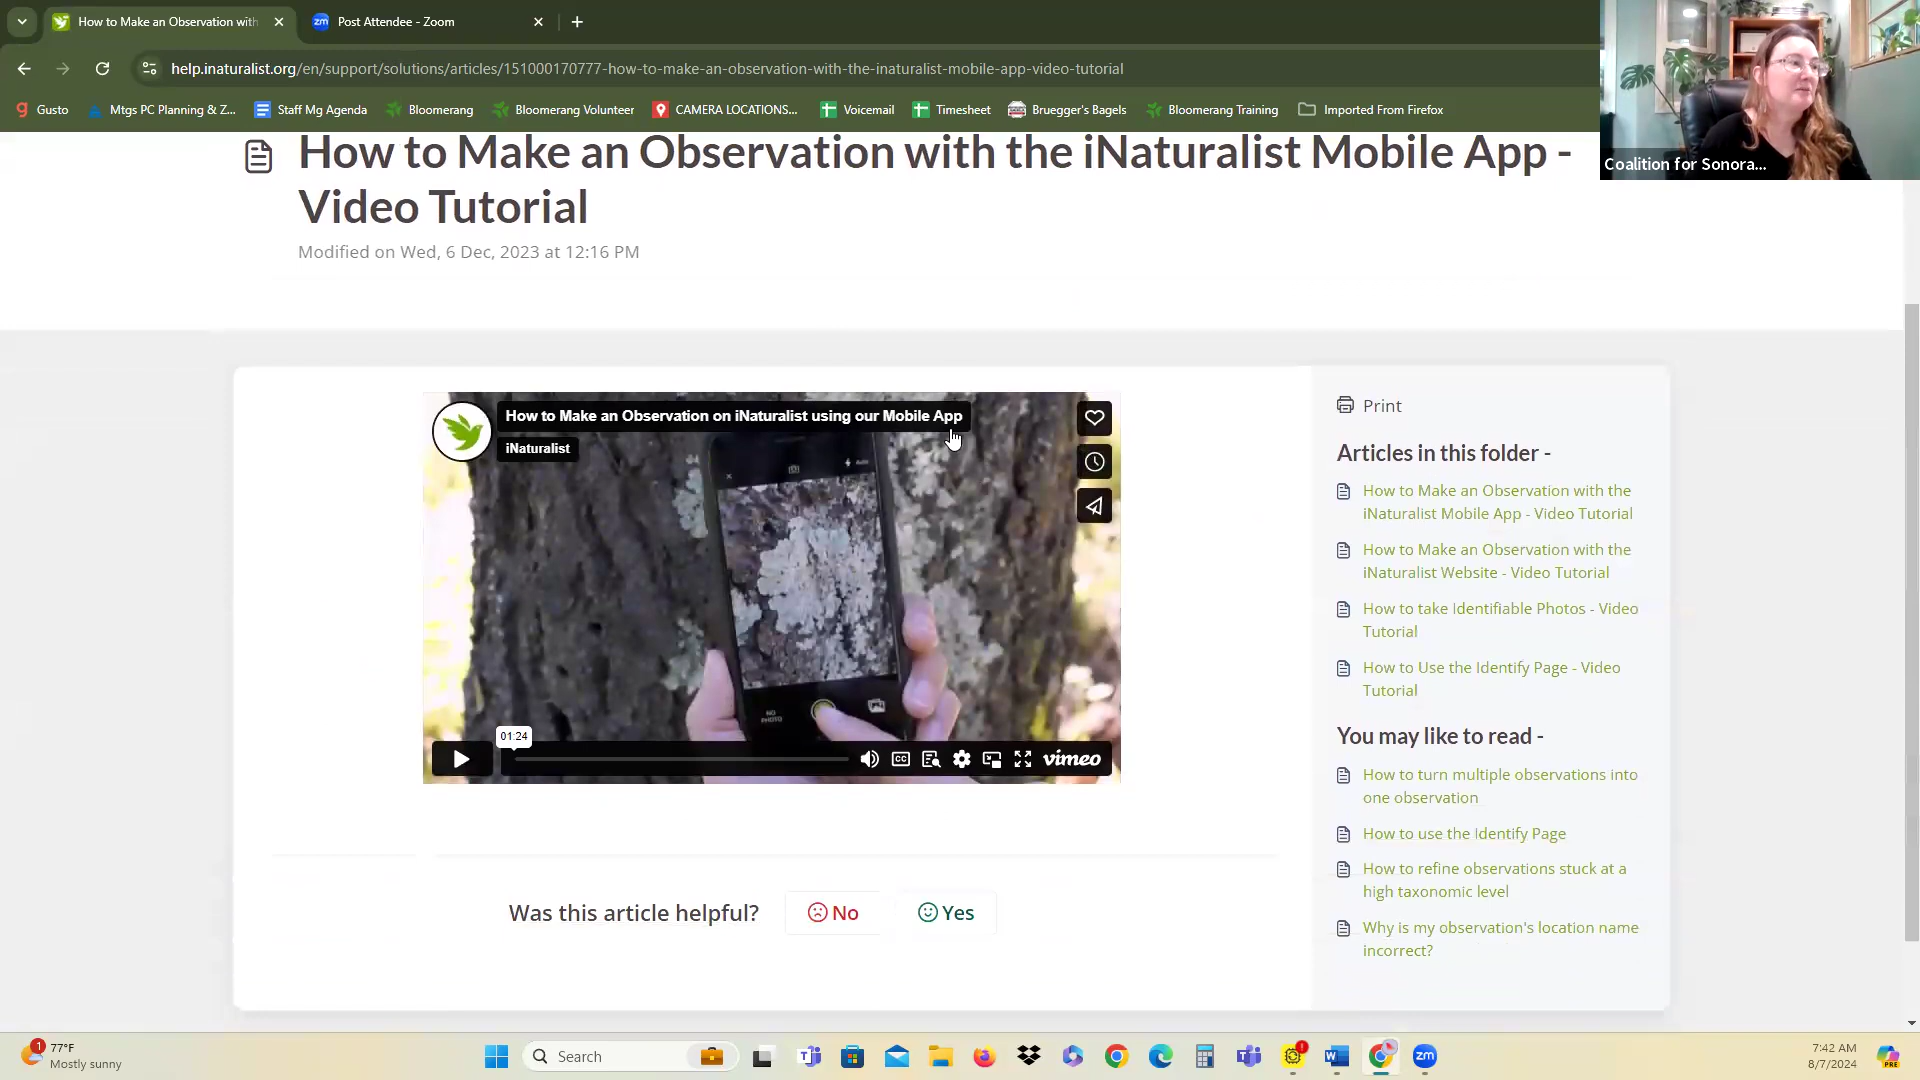 How to Make an Observation with
Post Attendee - Zoom
help.inaturalist.org/en/support/solutions/articles/151000170777-how-to-make-an-observation-with-the-inaturalist-mobile-app-video-tutorial
Gusto
Mtgs PC Planning & Z...
Staff Mg Agenda
Bloomerang
Bloomerang Volunteer
CAMERA LOCATIONS...
Voicemail
Timesheet
Bruegger's Bagels
Bloomerang Training
Imported From Firefox
Coalition for Sonora...
How to Make an Observation with the iNaturalist Mobile App -
Video Tutorial
Modified on Wed, 6 Dec, 2023 at 12:16 PM
How to Make an Observation on iNaturalist using our Mobile App
iNaturalist
Auto
NO
PHOTO
01:24
CC
vimeo
Was this article helpful?
No
Yes
Print
Articles in this folder -
How to Make an Observation with the
iNaturalist Mobile App - Video Tutorial
How to Make an Observation with the
iNaturalist Website - Video Tutorial
How to take Identifiable Photos - Video
Tutorial
How to Use the Identify Page - Video
Tutorial
You may like to read -
How to turn multiple observations into
one observation
How to use the Identify Page
How to refine observations stuck at a
high taxonomic level
Why is my observation's location name
incorrect?
1
77°F
Mostly sunny
Search
zm
7:42 AM
8/7/2024
PRE